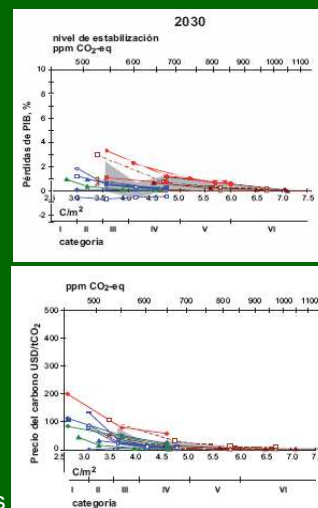 2030
nivel de estabilización
ppm CO2-eq
500 600 700 800 900 1000 1100
Pérdidas de PIB, %
10
8
6
4
2
0
-2
2.5 3.0 3.5 4.0 4.5 5.0 5.5 6.0 6.5 7.0 7.5
C/m²
I II III IV V VI
categoría
ppm CO2-eq
500 600 700 800 900 1000 1100
Precio del carbono USD/tCO2
500
400
300
200
100
0
2.5 3.0 3.5 4.0 4.5 5.0 5.5 6.0 6.5 7.0 7.5
C/m²
I II III IV V VI
categoría
s